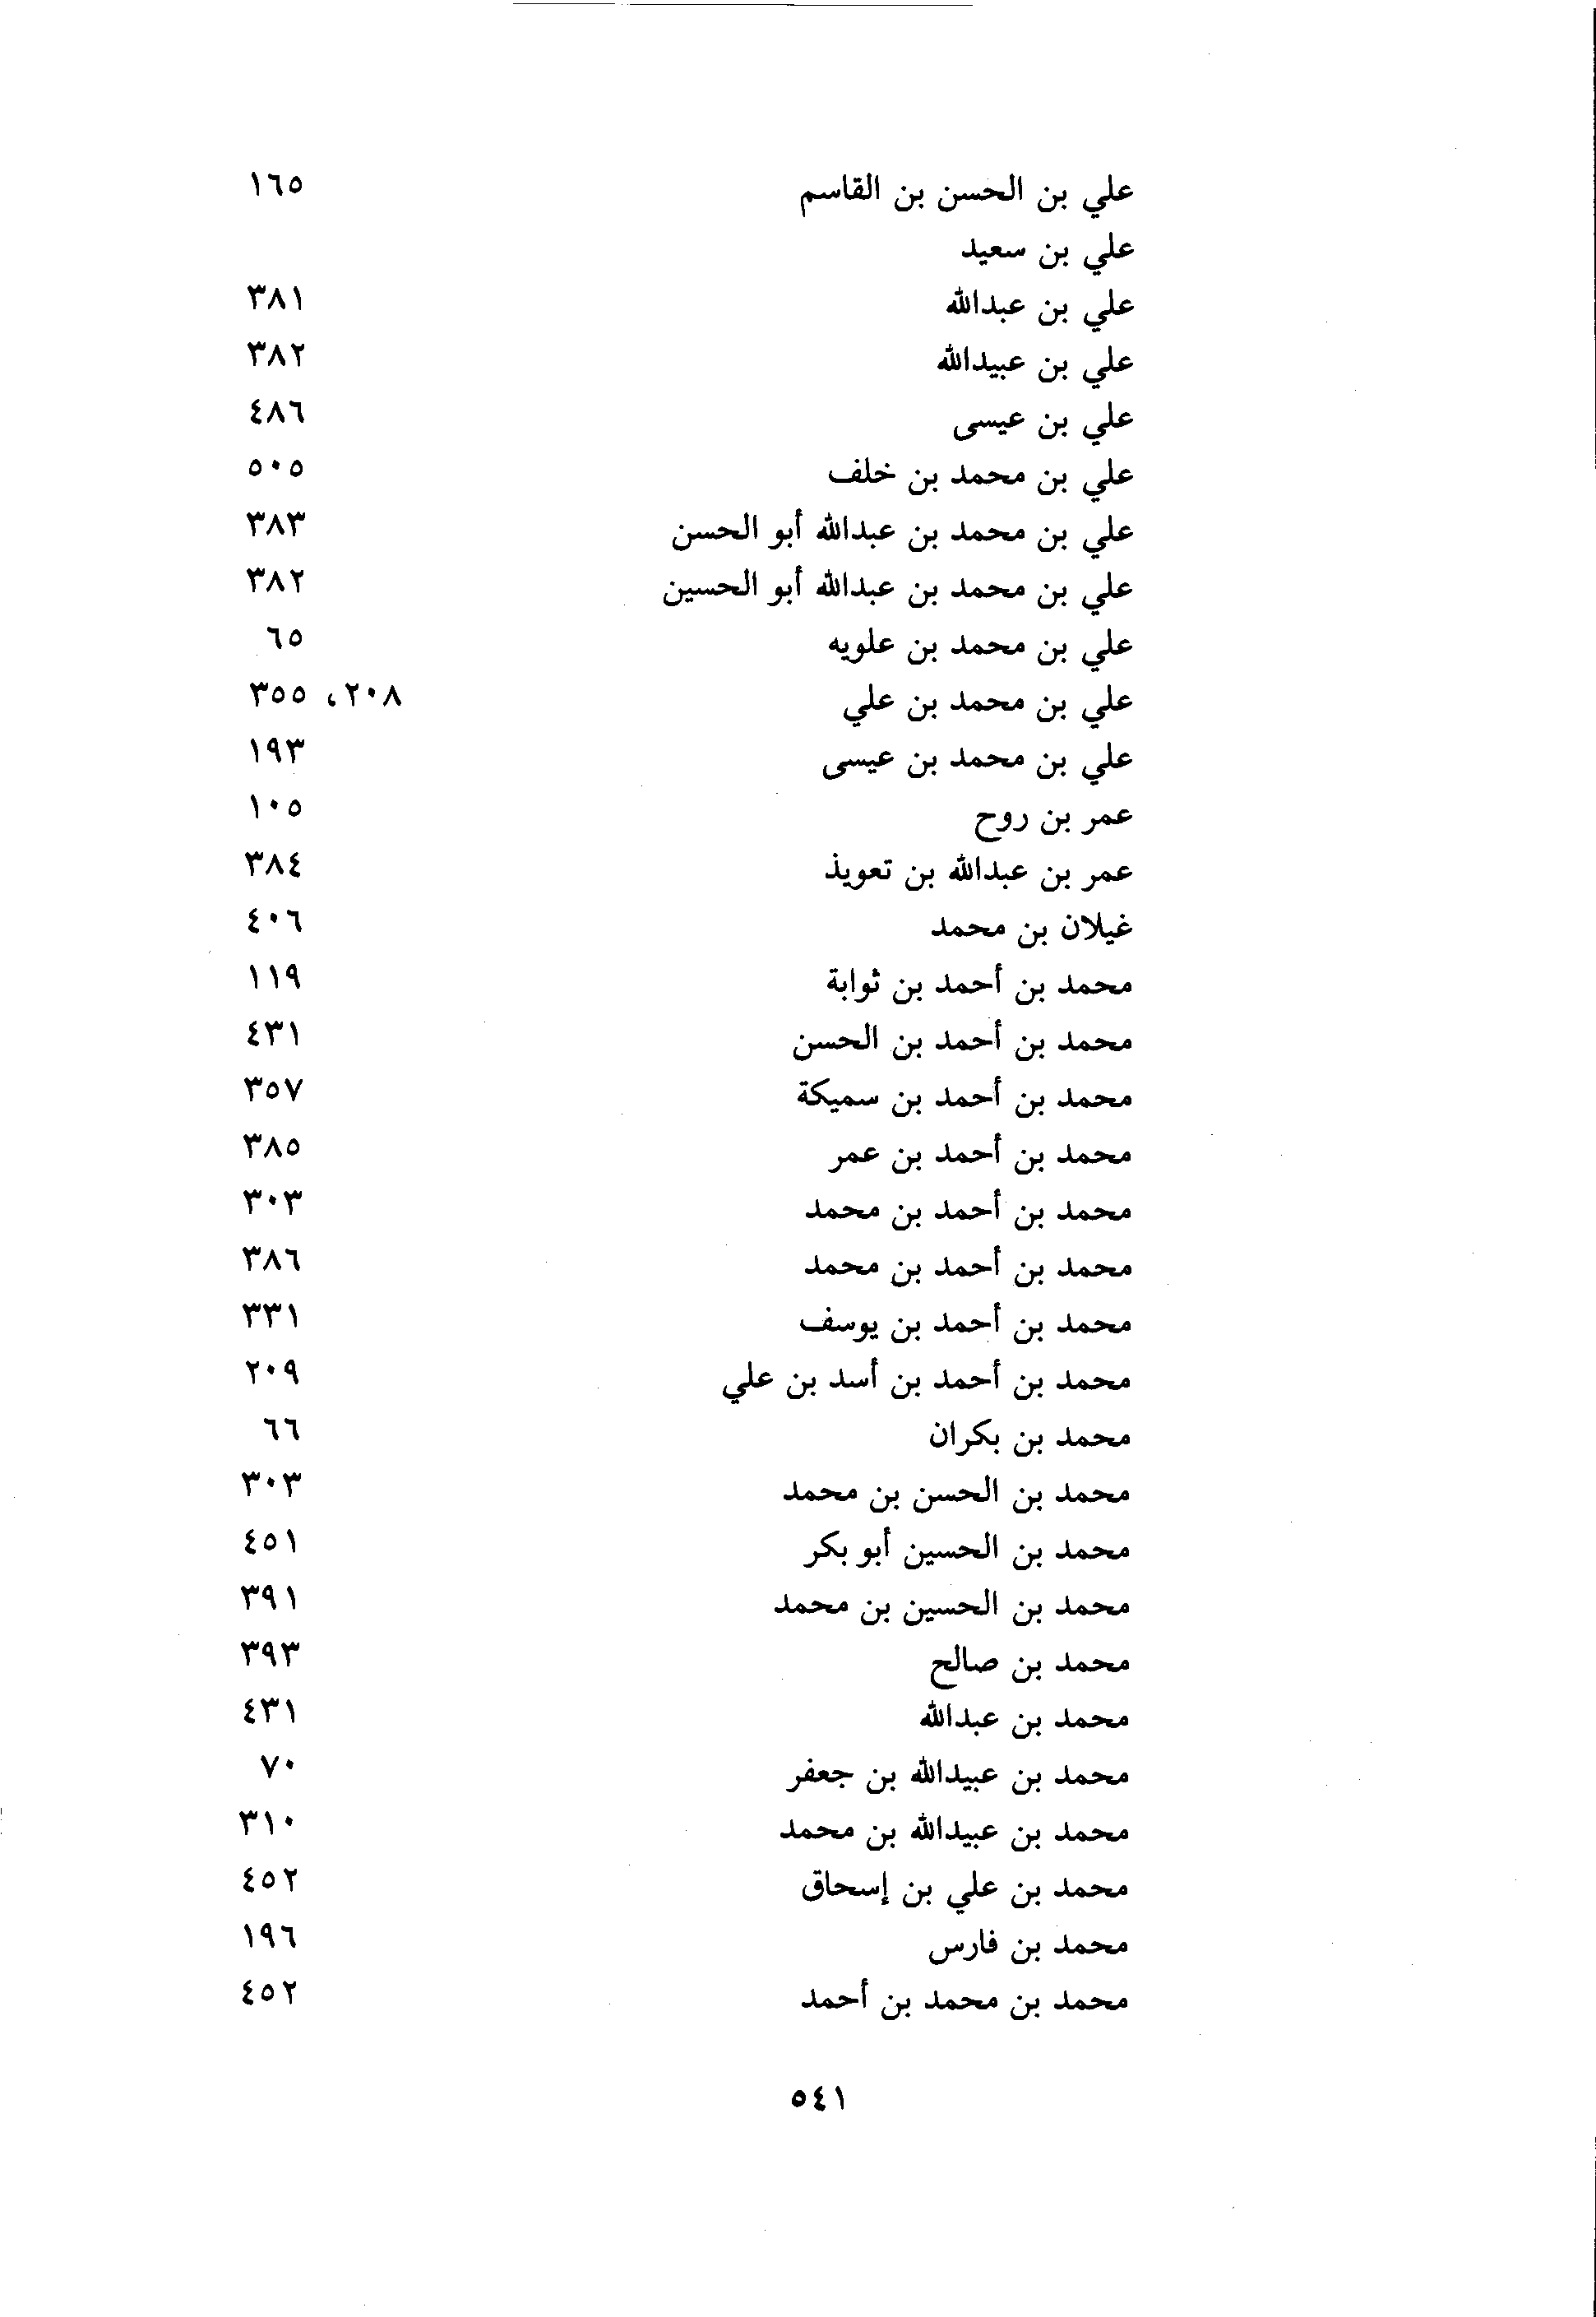 علي بن الحسن بن القاسم ١٦٥
علي بن سعيد
علي بن عبدالله ٣٨١
علي بن عبيدالله ٣٨٢
علي بن عيسى ٤٨٦
علي بن محمد بن خلف ٥٠٥
علي بن محمد بن عبدالله أبو الحسن ٣٨٣
علي بن محمد بن عبدالله أبو الحسين ٣٨٢
علي بن محمد بن علويه ٦٥
علي بن محمد بن علي ٢٠٨، ٣٥٥
علي بن محمد بن عيسى ١٩٣
عمر بن روح ١٠٥
عمر بن عبدالله بن تعويذ ٣٨٤
غيلان بن محمد ٤٠٦
محمد بن أحمد بن ثوابة ١١٩
محمد بن أحمد بن الحسن ٤٣١
محمد بن أحمد بن سميكة ٣٥٧
محمد بن أحمد بن عمر ٣٨٥
محمد بن أحمد بن محمد ٣٠٣
محمد بن أحمد بن محمد ٣٨٦
محمد بن أحمد بن يوسف ٣٣١
محمد بن أحمد بن أسد بن علي ٢٠٩
محمد بن بكران ٦٦
محمد بن الحسن بن محمد ٣٠٣
محمد بن الحسين أبو بكر ٤٥١
محمد بن الحسين بن محمد ٣٩١
محمد بن صالح ٣٩٣
محمد بن عبدالله ٤٣١
محمد بن عبيدالله بن جعفر ٧٠
محمد بن عبيدالله بن محمد ٣١٠
محمد بن علي بن إسحاق ٤٥٢
محمد بن فارس ١٩٦
محمد بن محمد بن أحمد ٤٥٢
٥٤١